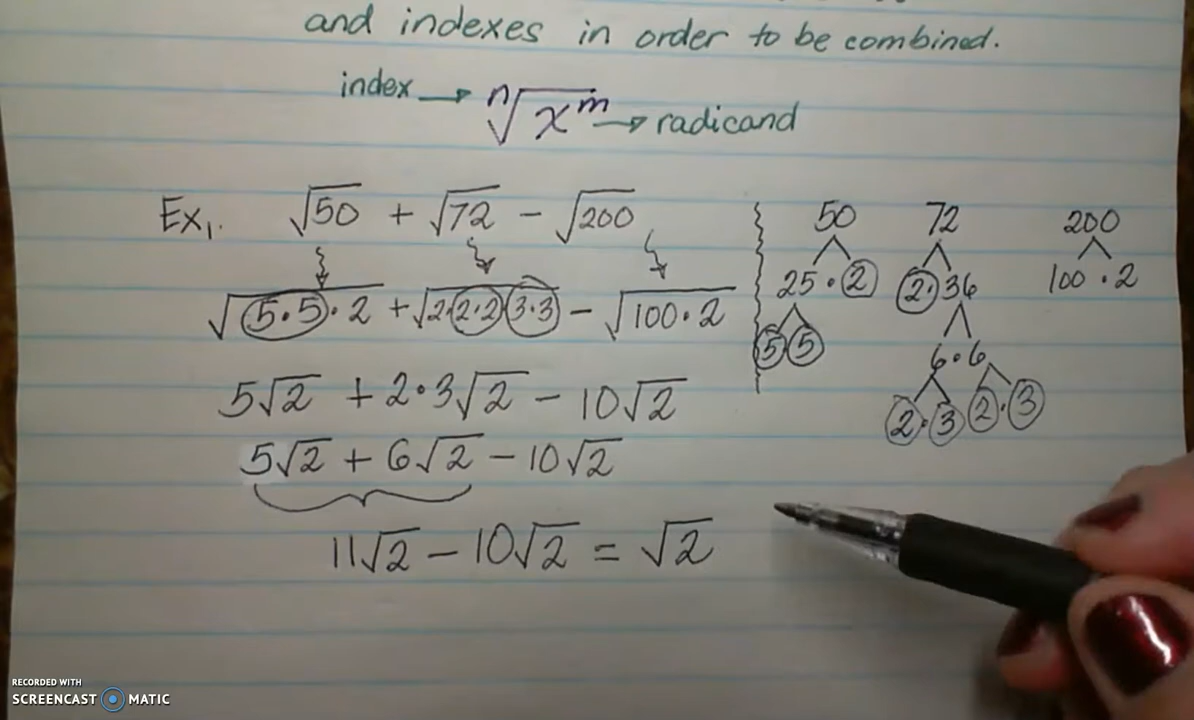 and indexes in order to be combined.
index → ⁿ√xᵐ → radicand
Ex₁. √50 + √72 - √200
√5·5·2 + √2·2·2·3·3 - √100·2
5√2 + 2·3√2 - 10√2
5√2 + 6√2 - 10√2
11√2 - 10√2 = √2
50 72 200
25·2 2·36 100·2
5 5 6·6
2·3 2·3
RECORDED WITH
SCREENCAST MATIC